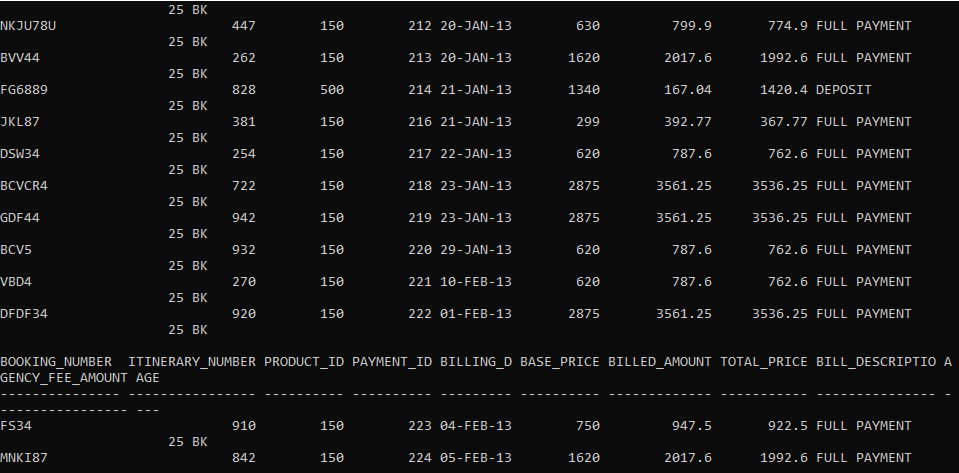 25 BK
NKJU78U 447 150 212 20-JAN-13 630 799.9 774.9 FULL PAYMENT
25 BK
BVV44 262 150 213 20-JAN-13 1620 2017.6 1992.6 FULL PAYMENT
25 BK
FG6889 828 500 214 21-JAN-13 1340 167.04 1420.4 DEPOSIT
25 BK
JKL87 381 150 216 21-JAN-13 299 392.77 367.77 FULL PAYMENT
25 BK
DSW34 254 150 217 22-JAN-13 620 787.6 762.6 FULL PAYMENT
25 BK
BCVCR4 722 150 218 23-JAN-13 2875 3561.25 3536.25 FULL PAYMENT
25 BK
GDF44 942 150 219 23-JAN-13 2875 3561.25 3536.25 FULL PAYMENT
25 BK
BCV5 932 150 220 29-JAN-13 620 787.6 762.6 FULL PAYMENT
25 BK
VBD4 270 150 221 10-FEB-13 620 787.6 762.6 FULL PAYMENT
25 BK
DFDF34 920 150 222 01-FEB-13 2875 3561.25 3536.25 FULL PAYMENT
25 BK
BOOKING_NUMBER ITINERARY_NUMBER PRODUCT_ID PAYMENT_ID BILLING_D BASE_PRICE BILLED_AMOUNT TOTAL_PRICE BILL_DESCRIPTIO A
GENCY_FEE_AMOUNT AGE
--------------- ---------------- ---------- ---------- --------- ---------- ------------- ----------- --------------- -
---------------- ---
FS34 910 150 223 04-FEB-13 750 947.5 922.5 FULL PAYMENT
25 BK
MNKI87 842 150 224 05-FEB-13 1620 2017.6 1992.6 FULL PAYMENT